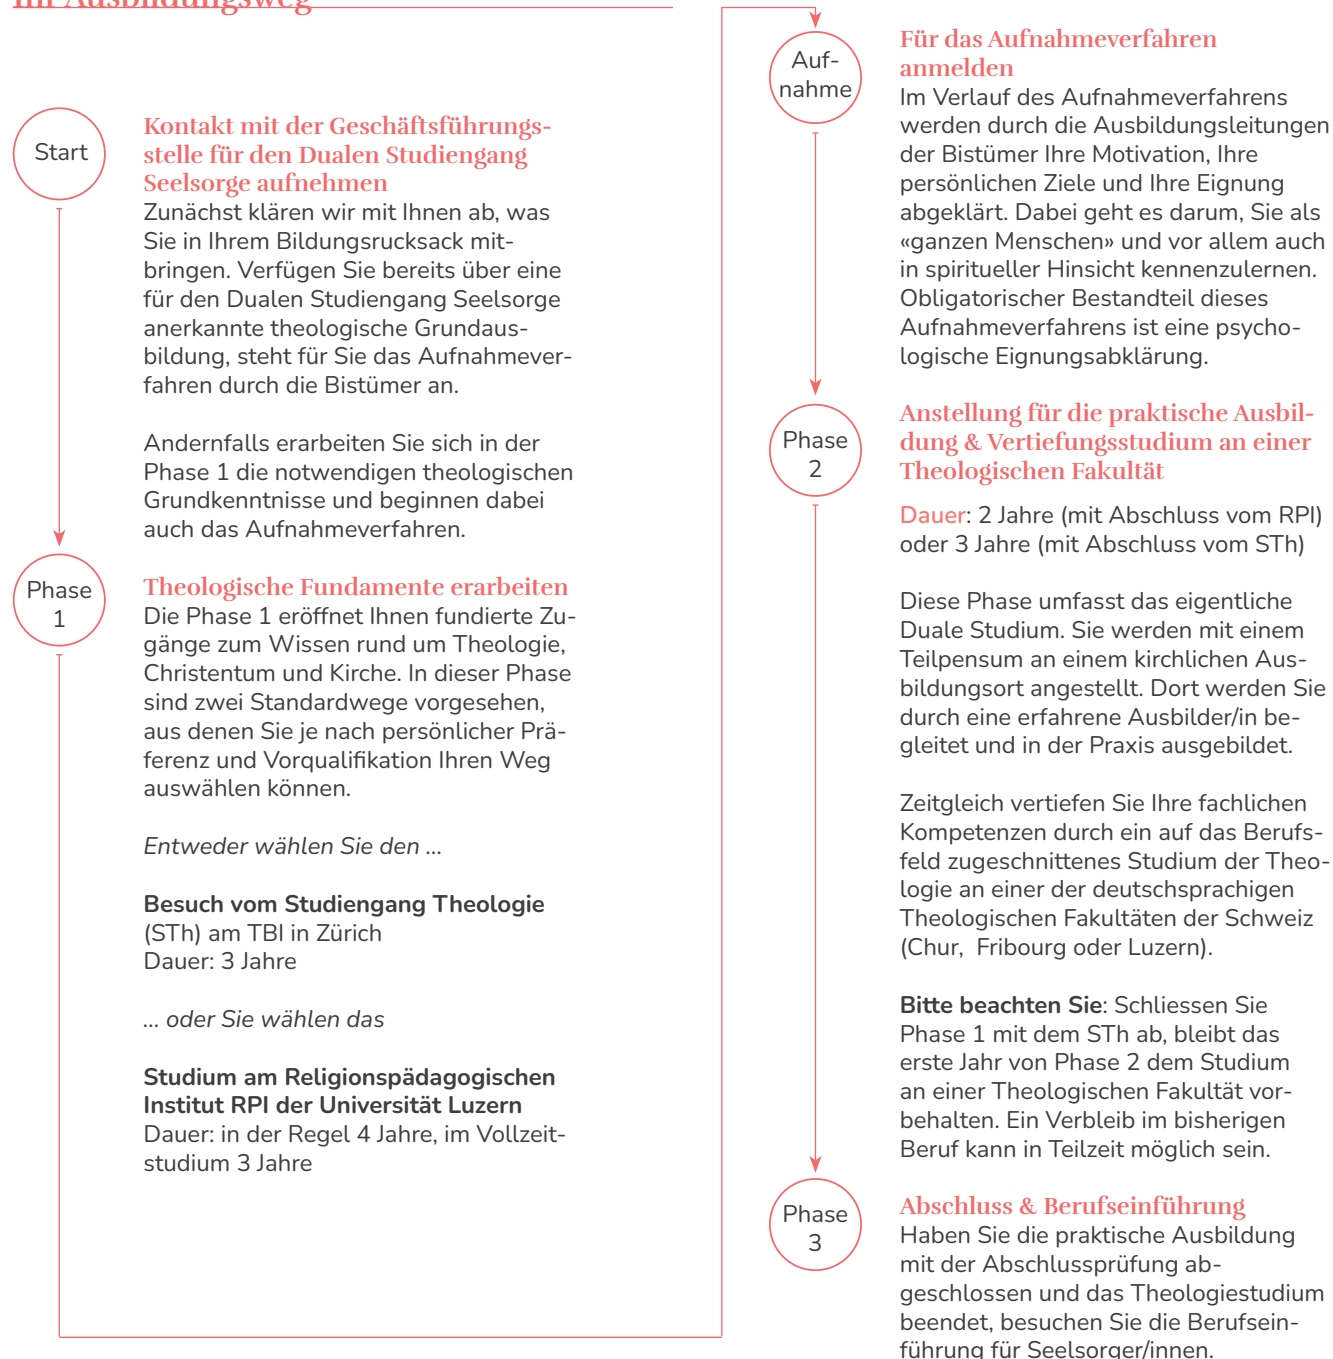 Ihr Ausbildungsweg
Start
Kontakt mit der Geschäftsführungs-
stelle für den Dualen Studiengang
Seelsorge aufnehmen
Zunächst klären wir mit Ihnen ab, was
Sie in Ihrem Bildungsrucksack mit-
bringen. Verfügen Sie bereits über eine
für den Dualen Studiengang Seelsorge
anerkannte theologische Grundaus-
bildung, steht für Sie das Aufnahmever-
fahren durch die Bistümer an.
Andernfalls erarbeiten Sie sich in der
Phase 1 die notwendigen theologischen
Grundkenntnisse und beginnen dabei
auch das Aufnahmeverfahren.
Phase
1
Theologische Fundamente erarbeiten
Die Phase 1 eröffnet Ihnen fundierte Zu-
gänge zum Wissen rund um Theologie,
Christentum und Kirche. In dieser Phase
sind zwei Standardwege vorgesehen,
aus denen Sie je nach persönlicher Prä-
ferenz und Vorqualifikation Ihren Weg
auswählen können.
Entweder wählen Sie den ...
Besuch vom Studiengang Theologie
(STh) am TBI in Zürich
Dauer: 3 Jahre
... oder Sie wählen das
Studium am Religionspädagogischen
Institut RPI der Universität Luzern
Dauer: in der Regel 4 Jahre, im Vollzeit-
studium 3 Jahre
Auf-
nahme
Für das Aufnahmeverfahren
anmelden
Im Verlauf des Aufnahmeverfahrens
werden durch die Ausbildungsleitungen
der Bistümer Ihre Motivation, Ihre
persönlichen Ziele und Ihre Eignung
abgeklärt. Dabei geht es darum, Sie als
«ganzen Menschen» und vor allem auch
in spiritueller Hinsicht kennenzulernen.
Obligatorischer Bestandteil dieses
Aufnahmeverfahrens ist eine psycho-
logische Eignungsabklärung.
Phase
2
Anstellung für die praktische Ausbil-
dung & Vertiefungsstudium an einer
Theologischen Fakultät
Dauer: 2 Jahre (mit Abschluss vom RPI)
oder 3 Jahre (mit Abschluss vom STh)
Diese Phase umfasst das eigentliche
Duale Studium. Sie werden mit einem
Teilpensum an einem kirchlichen Aus-
bildungsort angestellt. Dort werden Sie
durch eine erfahrene Ausbilder/in be-
gleitet und in der Praxis ausgebildet.
Zeitgleich vertiefen Sie Ihre fachlichen
Kompetenzen durch ein auf das Berufs-
feld zugeschnittenes Studium der Theo-
logie an einer der deutschsprachigen
Theologischen Fakultäten der Schweiz
(Chur, Fribourg oder Luzern).
Bitte beachten Sie: Schliessen Sie
Phase 1 mit dem STh ab, bleibt das
erste Jahr von Phase 2 dem Studium
an einer Theologischen Fakultät vor-
behalten. Ein Verbleib im bisherigen
Beruf kann in Teilzeit möglich sein.
Phase
3
Abschluss & Berufseinführung
Haben Sie die praktische Ausbildung
mit der Abschlussprüfung ab-
geschlossen und das Theologiestudium
beendet, besuchen Sie die Berufsein-
führung für Seelsorger/innen.